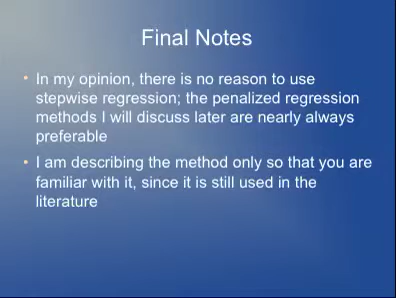 Final Notes
• In my opinion, there is no reason to use
stepwise regression; the penalized regression
methods I will discuss later are nearly always
preferable
• I am describing the method only so that you are
familiar with it, since it is still used in the
literature